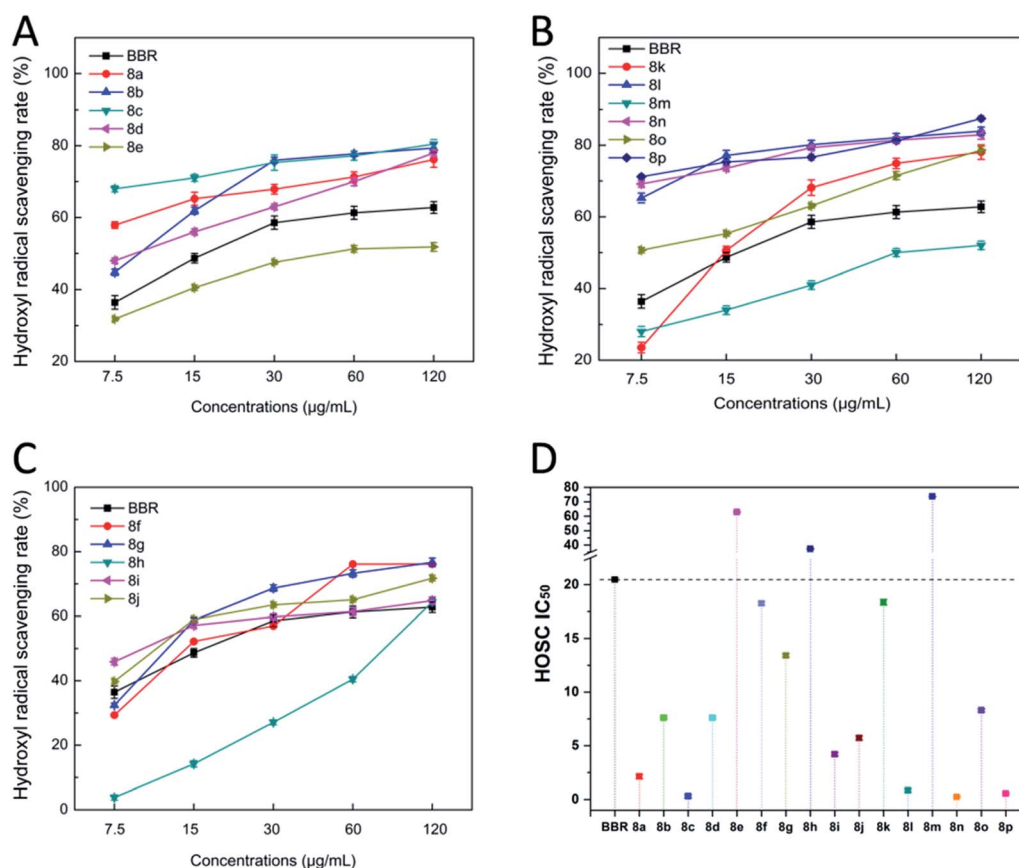 A
Hydroxyl radical scavenging rate (%)
100
80
60
40
20
BBR
8a
8b
8c
8d
8e
7.5 15 30 60 120
Concentrations (µg/mL)
B
Hydroxyl radical scavenging rate (%)
100
80
60
40
20
BBR
8k
8l
8m
8n
8o
8p
7.5 15 30 60 120
Concentrations (µg/mL)
C
Hydroxyl radical scavenging rate (%)
100
80
60
40
20
0
BBR
8f
8g
8h
8i
8j
7.5 15 30 60 120
Concentrations (µg/mL)
D
HOSC IC50
80
70
60
50
40
30
20
15
10
5
0
BBR 8a 8b 8c 8d 8e 8f 8g 8h 8i 8j 8k 8l 8m 8n 8o 8p